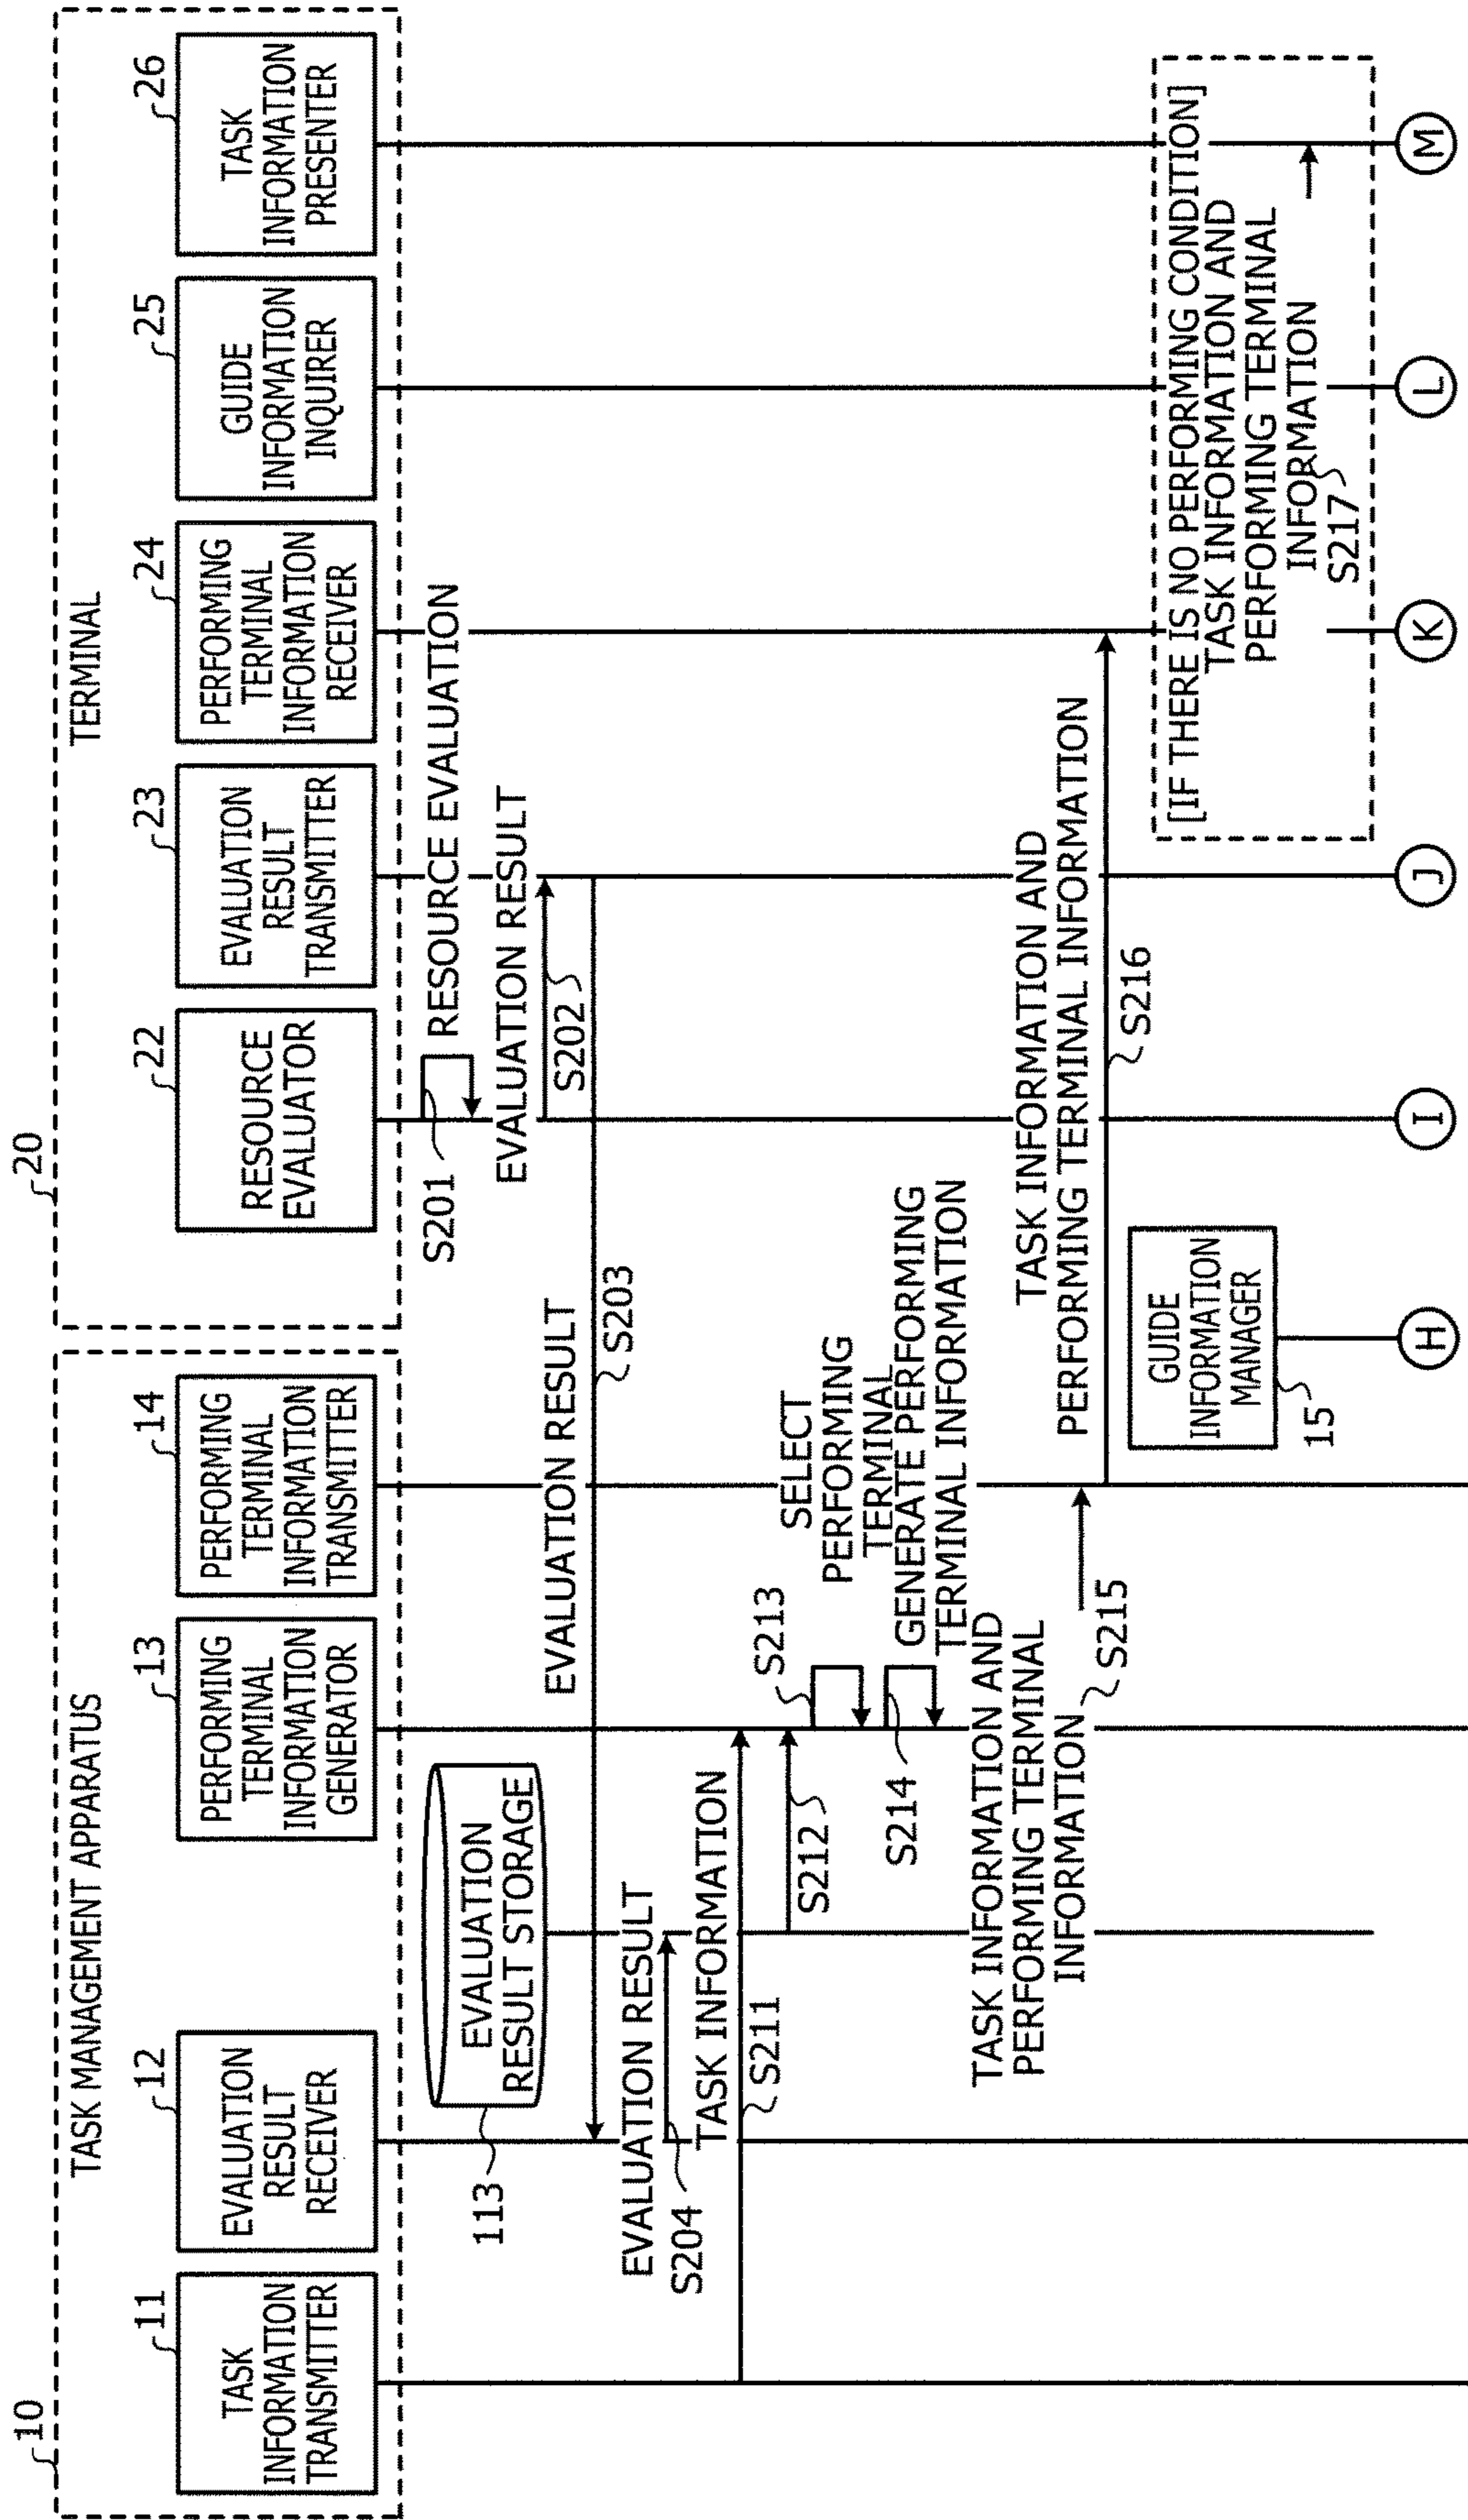 10
TASK MANAGEMENT APPARATUS
11
TASK
INFORMATION
TRANSMITTER
12
EVALUATION
RESULT
RECEIVER
13
PERFORMING
TERMINAL
INFORMATION
GENERATOR
14
PERFORMING
TERMINAL
INFORMATION
TRANSMITTER
20
TERMINAL
22
RESOURCE
EVALUATOR
23
EVALUATION
RESULT
TRANSMITTER
24
PERFORMING
TERMINAL
INFORMATION
RECEIVER
25
GUIDE
INFORMATION
INQUIRER
26
TASK
INFORMATION
PRESENTER
113
EVALUATION
RESULT STORAGE
S201
RESOURCE EVALUATION
EVALUATION RESULT
S202
EVALUATION RESULT
S203
EVALUATION RESULT
S204
TASK INFORMATION
S211
S212
S213
SELECT
PERFORMING
TERMINAL
S214
GENERATE PERFORMING
TERMINAL INFORMATION
TASK INFORMATION AND
PERFORMING TERMINAL
INFORMATION
S215
TASK INFORMATION AND
PERFORMING TERMINAL INFORMATION
S216
GUIDE
INFORMATION
MANAGER
15
[IF THERE IS NO PERFORMING CONDITION]
TASK INFORMATION AND
PERFORMING TERMINAL
INFORMATION
S217
H
I
J
K
L
M